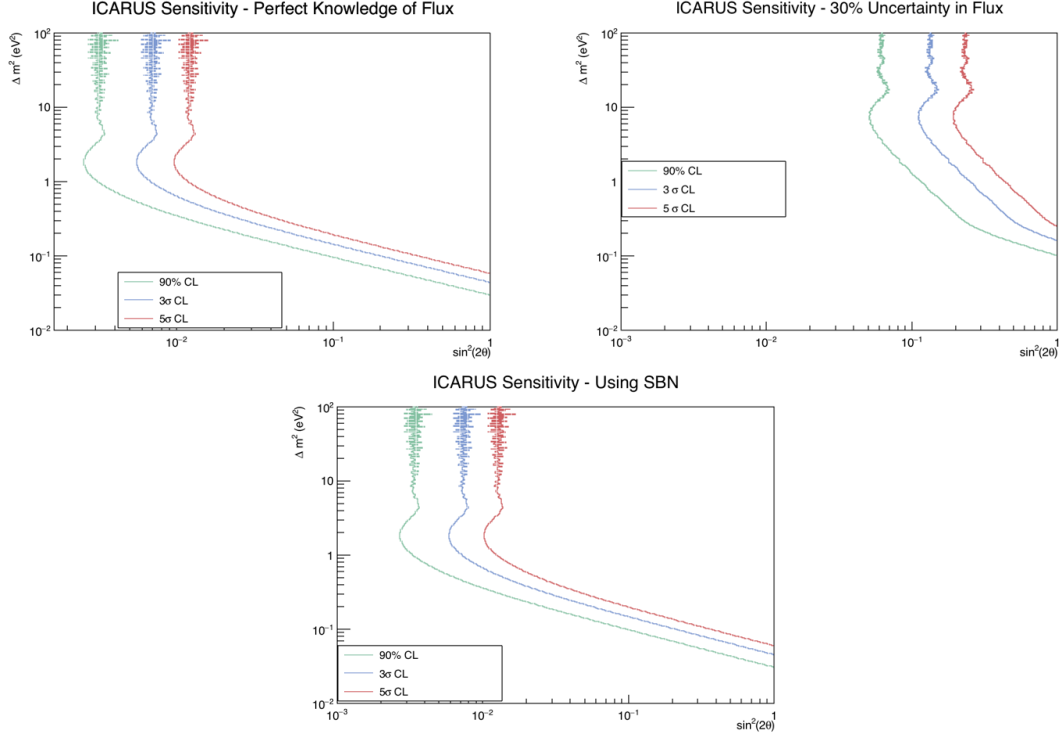 ICARUS Sensitivity - Perfect Knowledge of Flux
Δ m² (eV²)
10²
10
1
10⁻¹
10⁻²
90% CL
3σ CL
5σ CL
10⁻² 10⁻¹ 1
sin²(2θ)
ICARUS Sensitivity - 30% Uncertainty in Flux
Δ m² (eV²)
10²
10
1
10⁻¹
10⁻²
90% CL
3 σ CL
5 σ CL
10⁻³ 10⁻² 10⁻¹ 1
sin²(2θ)
ICARUS Sensitivity - Using SBN
Δ m² (eV²)
10²
10
1
10⁻¹
10⁻²
90% CL
3σ CL
5σ CL
10⁻³ 10⁻² 10⁻¹ 1
sin²(2θ)